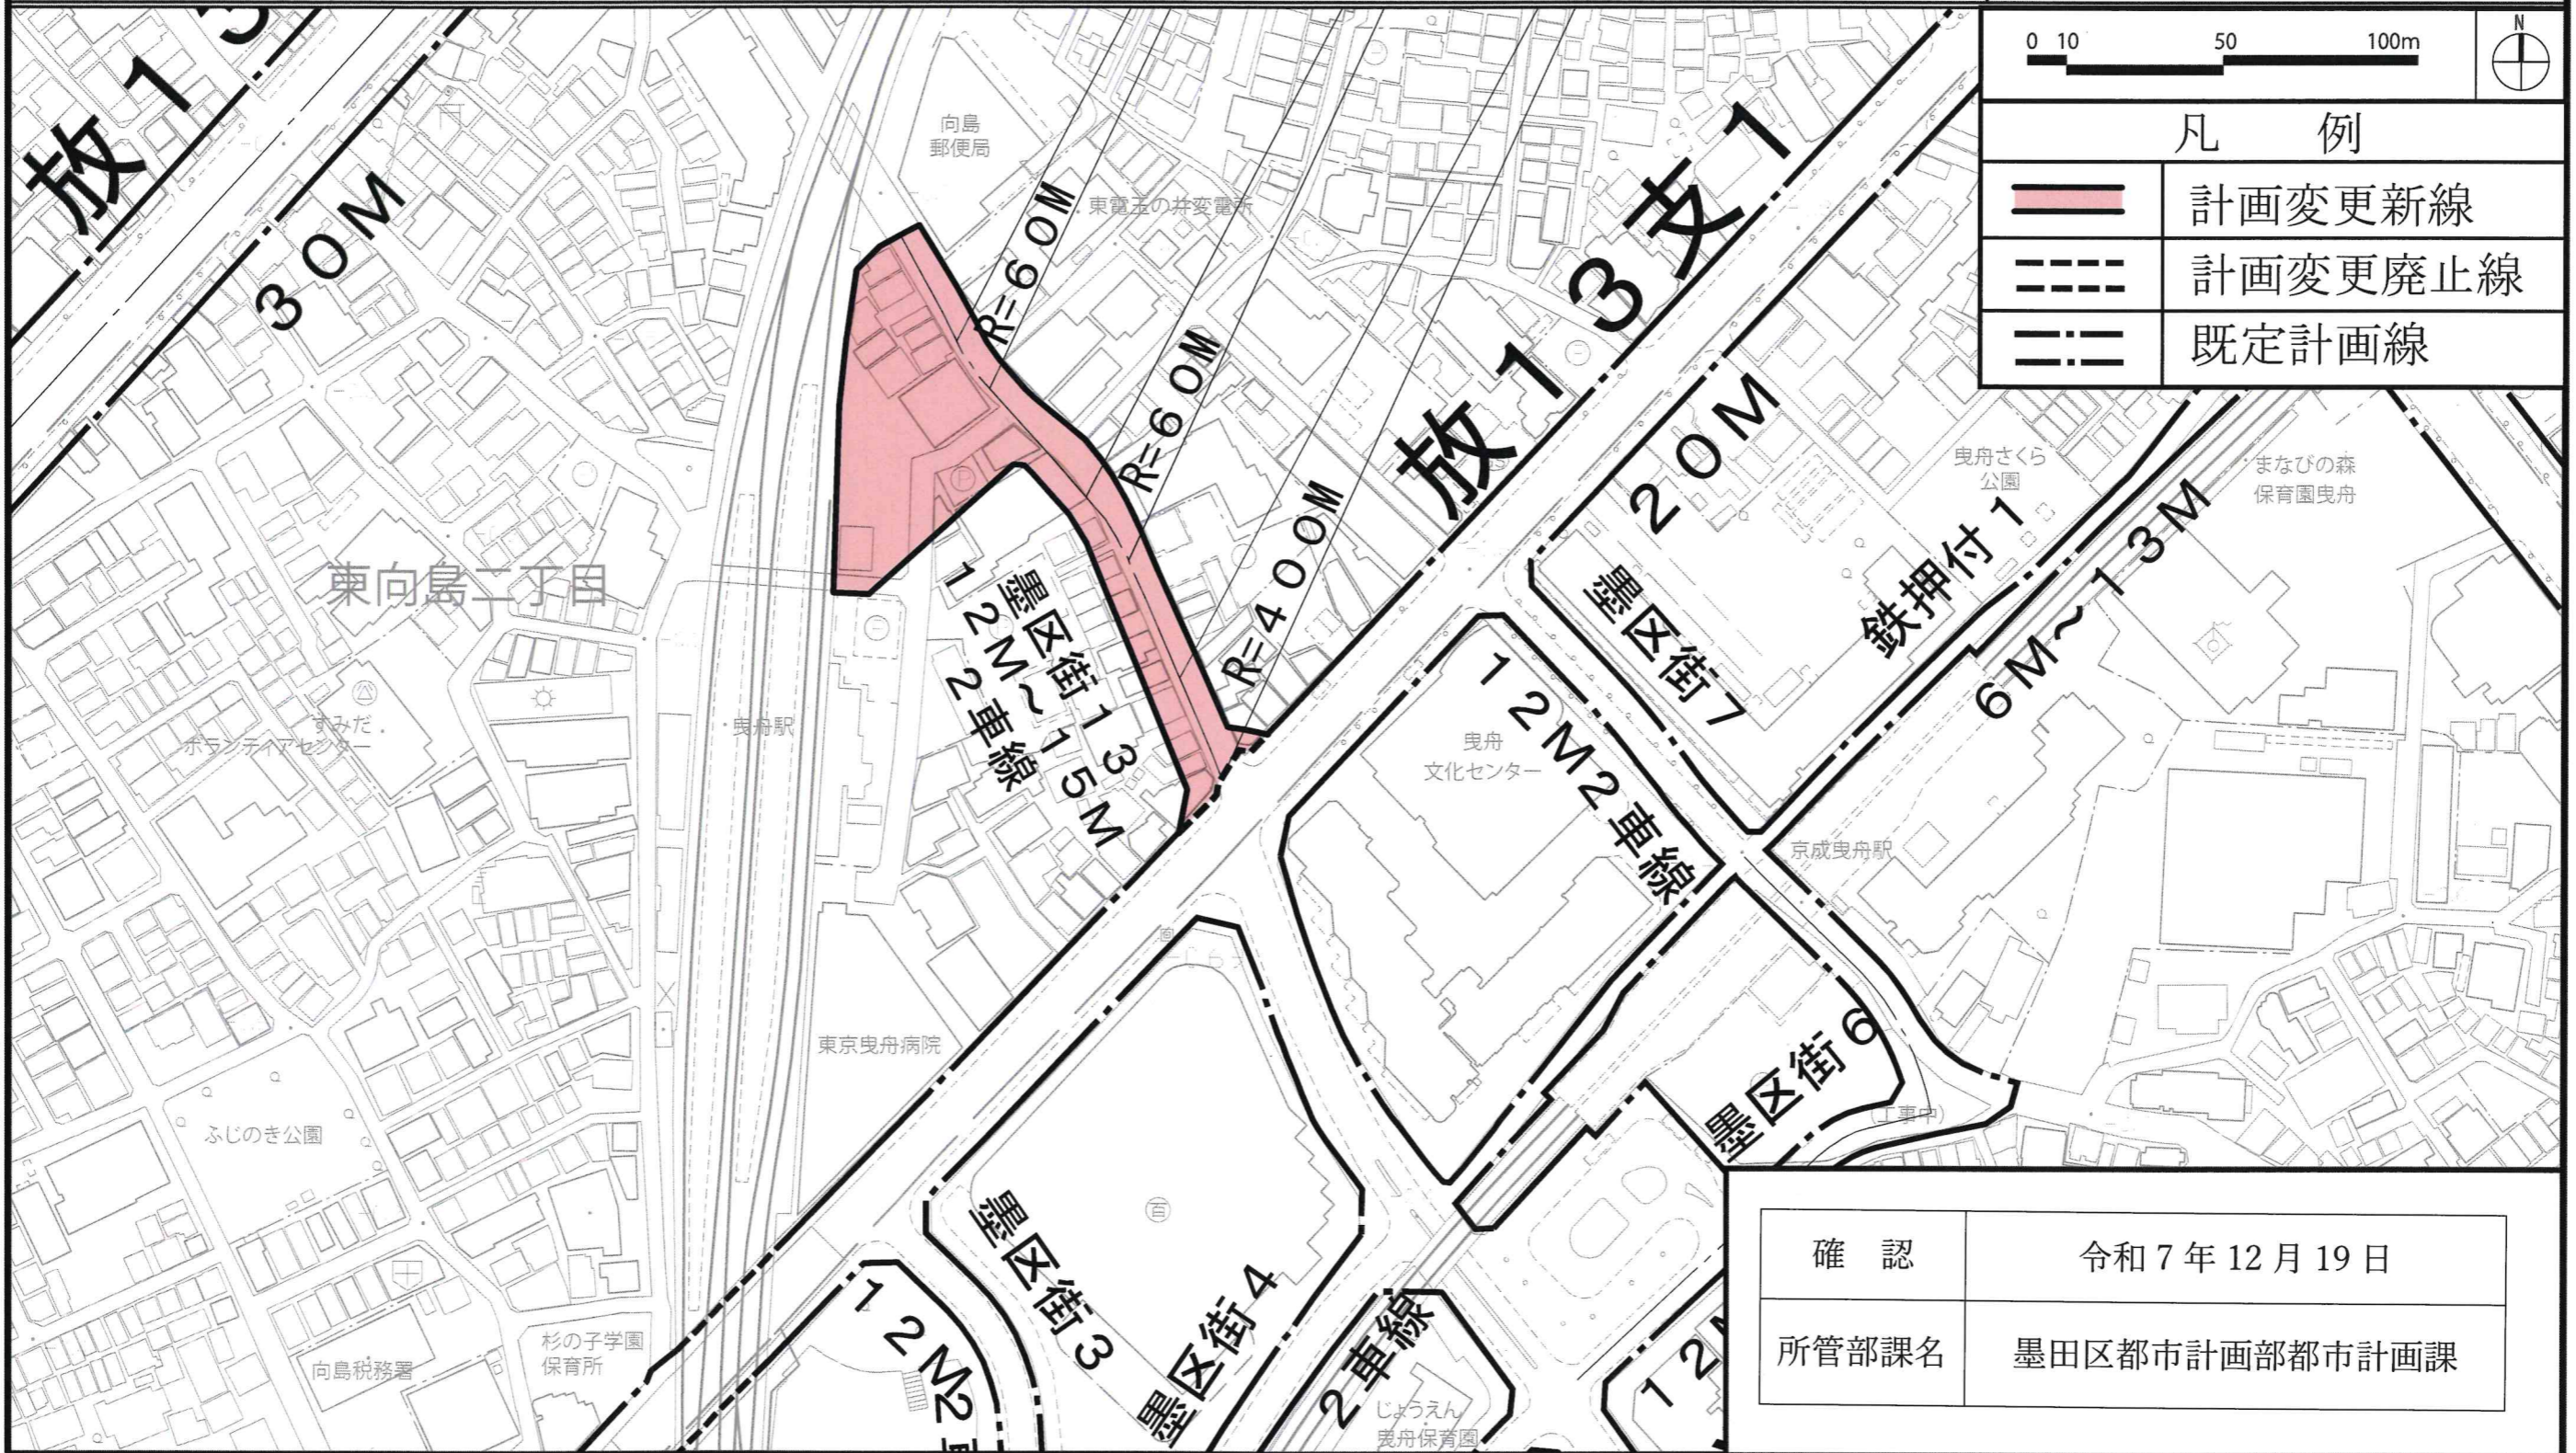 0 10 50 100m
N
凡 例
計画変更新線
計画変更廃止線
既定計画線
放13
30M
向島
郵便局
東電玉の井変電所
R=60M
R=60M
R=400M
放13支1
20M
曳舟さくら
公園
まなびの森
保育園曳舟
鉄押付1
6M～13M
墨区街7
12M2車線
東向島二丁目
墨区街13
12M～15M
2車線
すみだ
ボランティアセンター
曳舟駅
曳舟
文化センター
京成曳舟駅
東京曳舟病院
墨区街6
(工事中)
ふじのき公園
百
墨区街3
墨区街4
12M2
2車線
12
杉の子学園
保育所
向島税務署
じょうえん
曳舟保育園
確 認
令和7年12月19日
所管部課名
墨田区都市計画部都市計画課